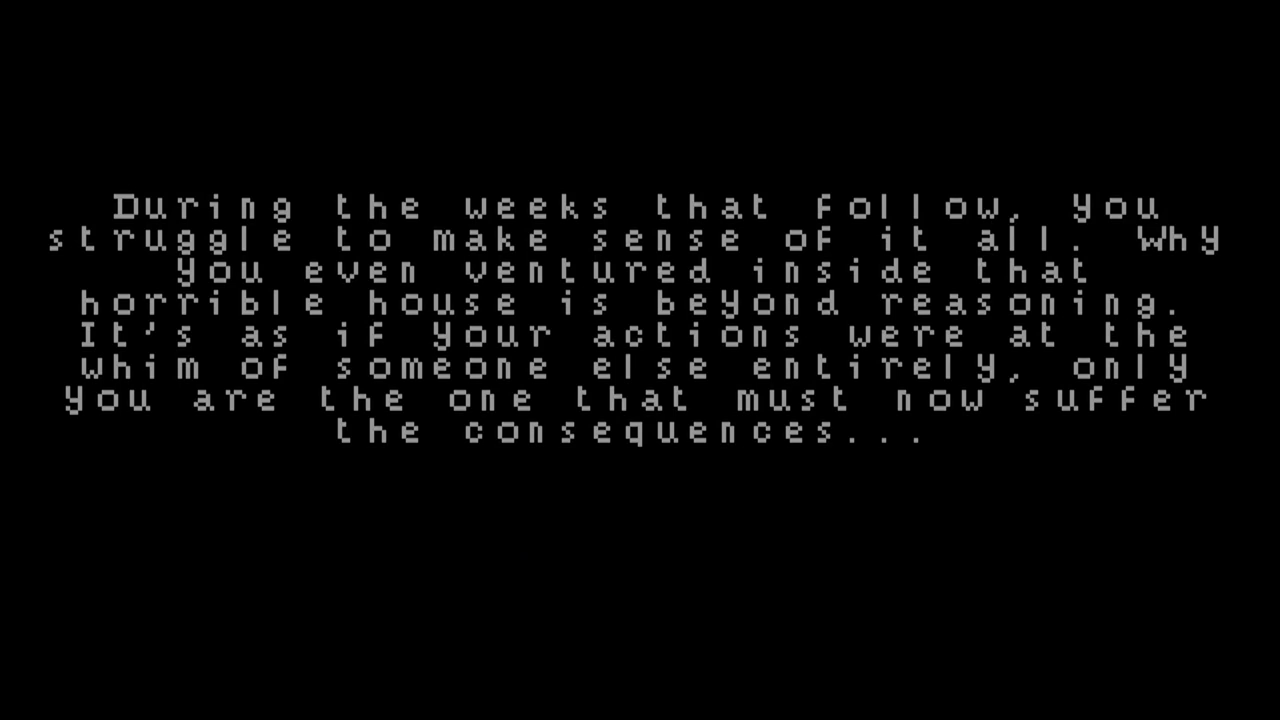 During the weeks that follow, you
struggle to make sense of it all. Why
you even ventured inside that
horrible house is beyond reasoning.
It's as if your actions were at the
whim of someone else entirely, only
you are the one that must now suffer
the consequences...